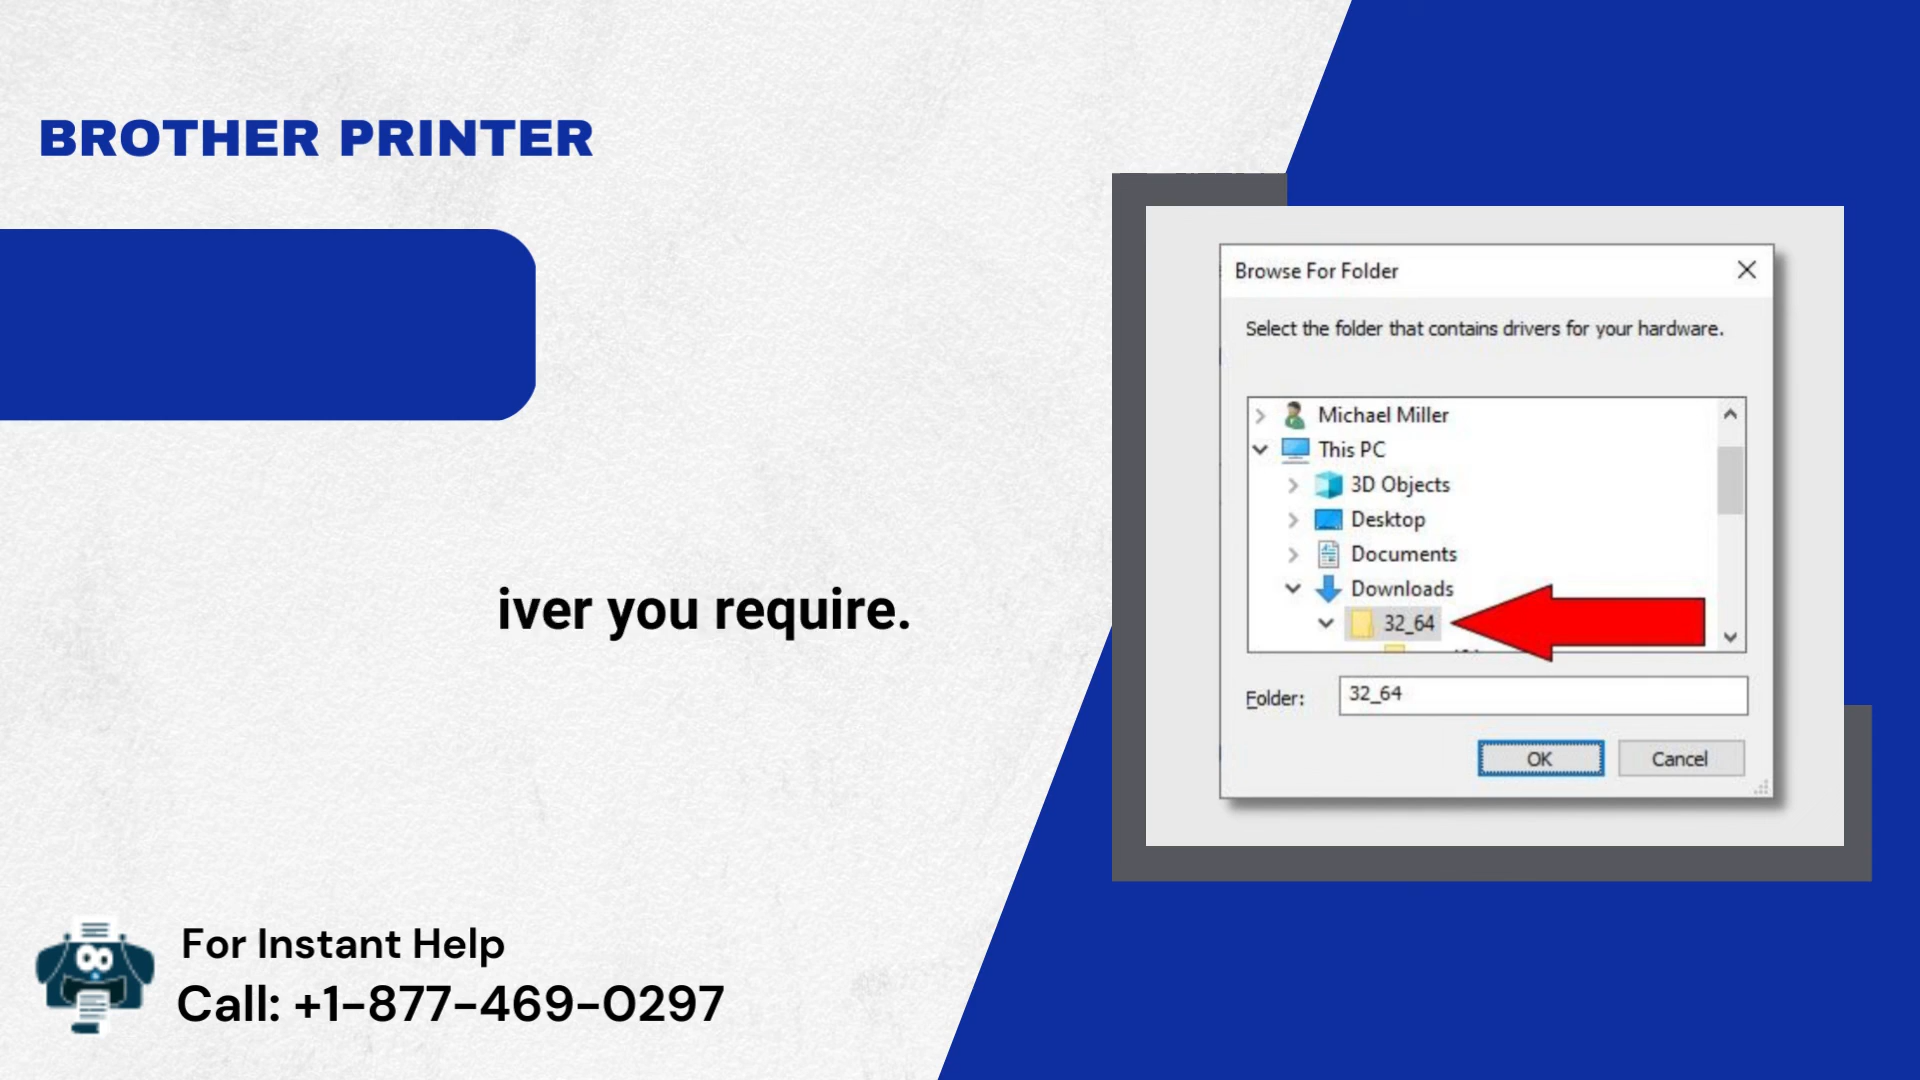 BROTHER PRINTER
iver you require.
For Instant Help
Call: +1-877-469-0297
Browse For Folder
Select the folder that contains drivers for your hardware.
Michael Miller
This PC
3D Objects
Desktop
Documents
Downloads
32_64
Folder: 32_64
OK Cancel